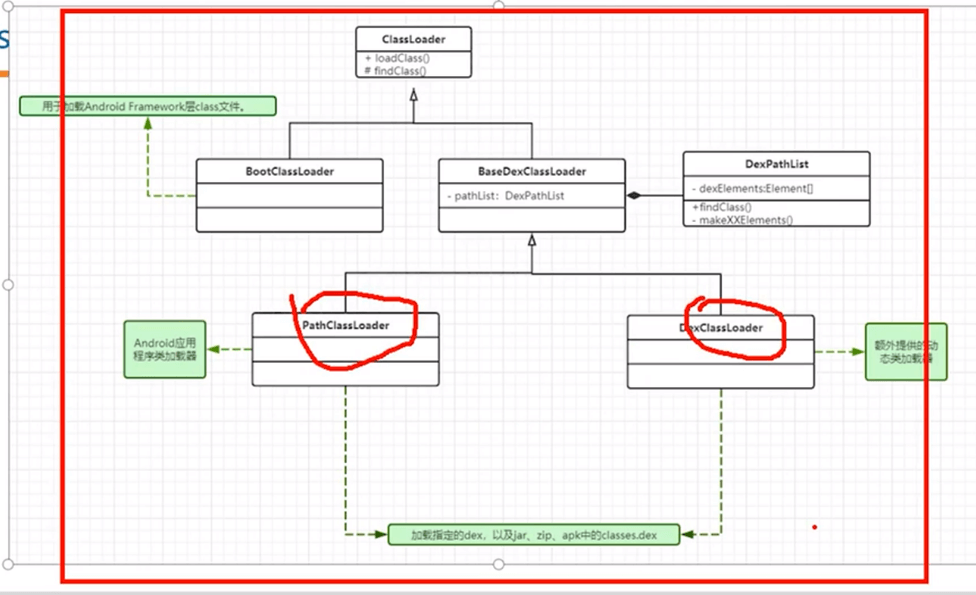 S
ClassLoader
+ loadClass()
# findClass()
用于加载Android Framework层class文件。
BootClassLoader
BaseDexClassLoader
- pathList: DexPathList
DexPathList
- dexElements:Element[]
+findClass()
- makeXXElements()
PathClassLoader
DexClassLoader
Android应用
程序类加载器
额外提供的动
态类加载器
加载指定的dex，以及jar、zip、apk中的classes.dex